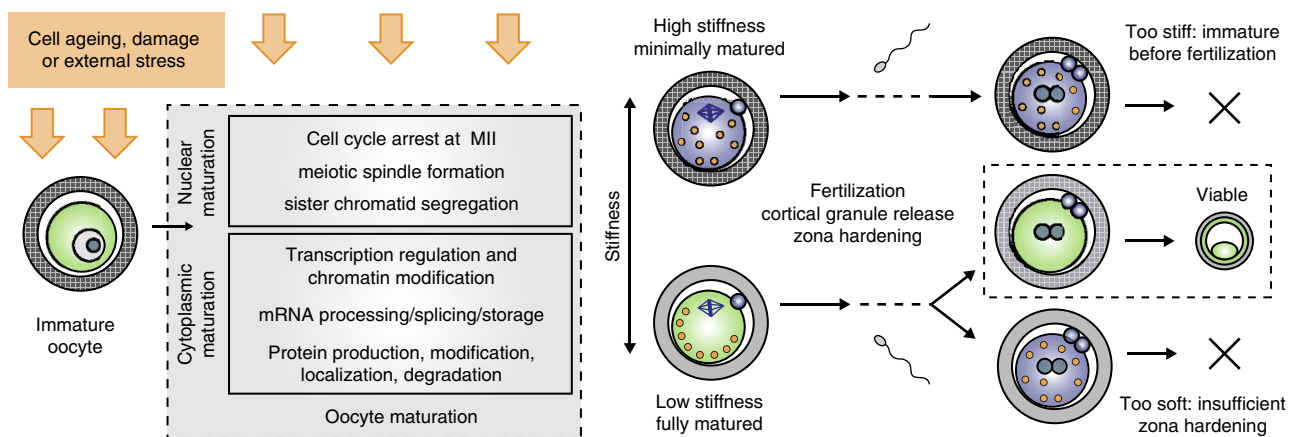 Cell ageing, damage
or external stress
Immature
oocyte
Nuclear
maturation
Cell cycle arrest at MII
meiotic spindle formation
sister chromatid segregation
Cytoplasmic
maturation
Transcription regulation and
chromatin modification
mRNA processing/splicing/storage
Protein production, modification,
localization, degradation
Oocyte maturation
Stiffness
High stiffness
minimally matured
Low stiffness
fully matured
Fertilization
cortical granule release
zona hardening
Too stiff: immature
before fertilization
Viable
Too soft: insufficient
zona hardening